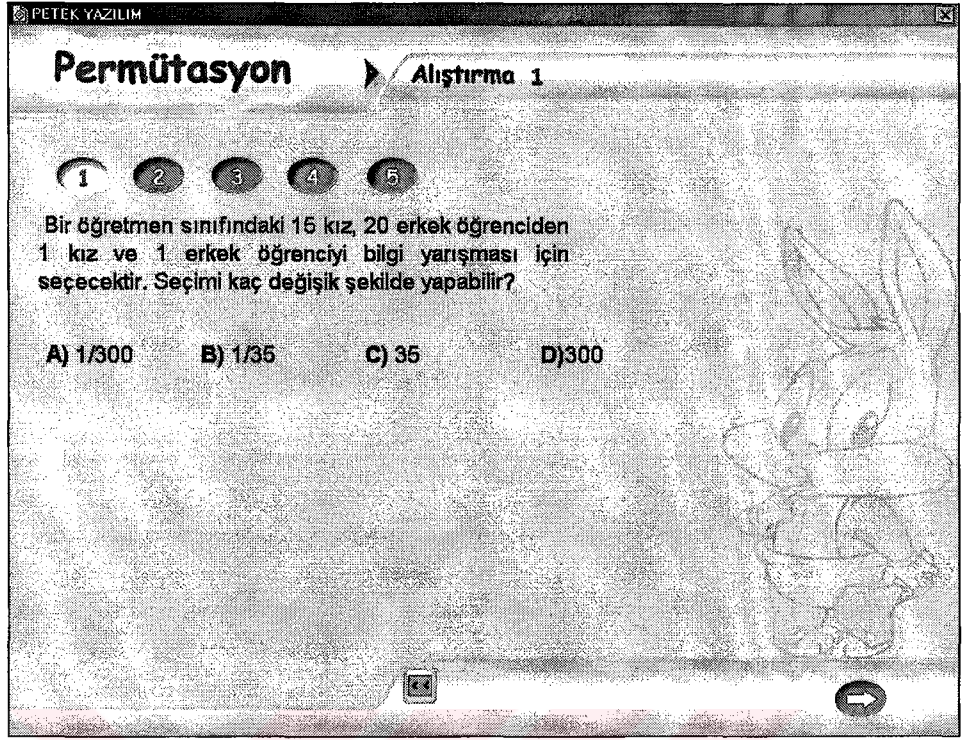 PETEK YAZILIM
Permütasyon
Alıştırma 1
1 2 3 4 5
Bir öğretmen sınıfındaki 15 kız, 20 erkek öğrenciden
1 kız ve 1 erkek öğrenciyi bilgi yarışması için
seçecektir. Seçimi kaç değişik şekilde yapabilir?
A) 1/300 B) 1/35 C) 35 D)300